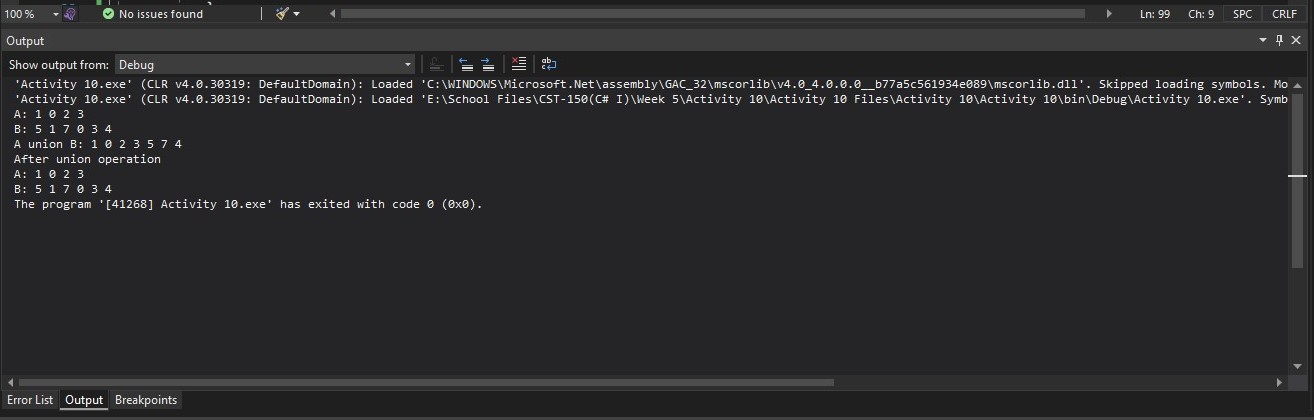 100 %
No issues found
Ln: 99 Ch: 9 SPC CRLF
Output
Show output from: Debug
'Activity 10.exe' (CLR v4.0.30319: DefaultDomain): Loaded 'C:\WINDOWS\Microsoft.Net\assembly\GAC_32\mscorlib\v4.0_4.0.0.0__b77a5c561934e089\mscorlib.dll'. Skipped loading symbols. Mo
'Activity 10.exe' (CLR v4.0.30319: DefaultDomain): Loaded 'E:\School Files\CST-150(C# I)\Week 5\Activity 10\Activity 10 Files\Activity 10\Activity 10\bin\Debug\Activity 10.exe'. Symb
A: 1 0 2 3
B: 5 1 7 0 3 4
A union B: 1 0 2 3 5 7 4
After union operation
A: 1 0 2 3
B: 5 1 7 0 3 4
The program '[41268] Activity 10.exe' has exited with code 0 (0x0).
Error List Output Breakpoints